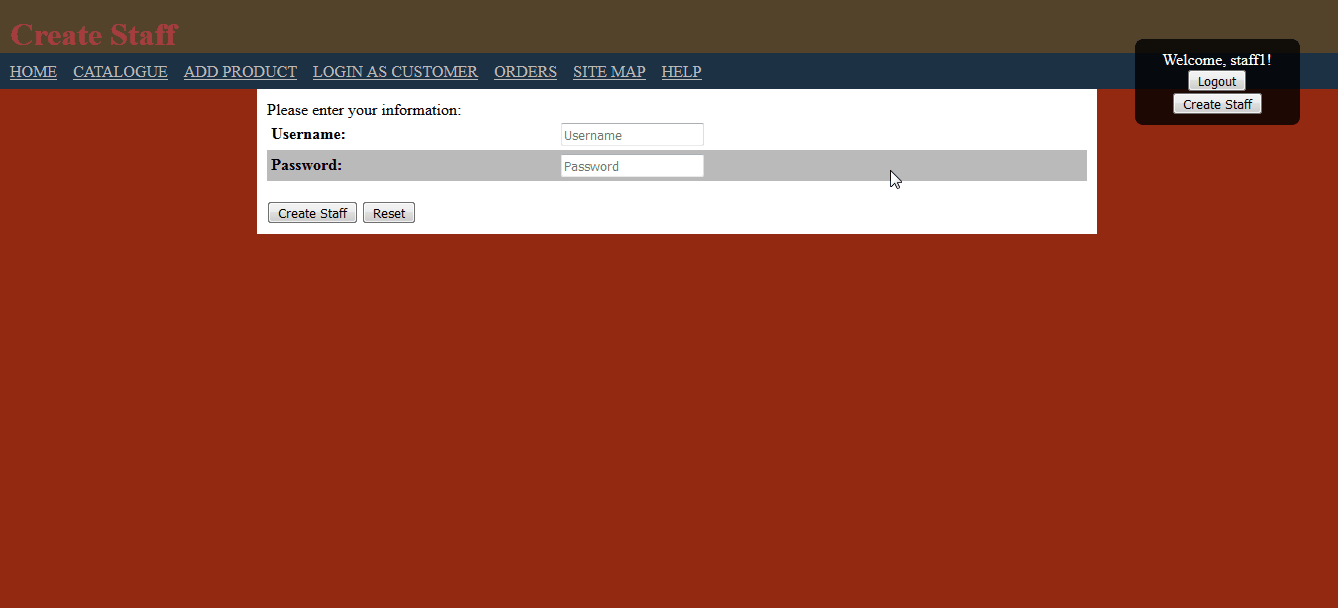 Create Staff
HOME CATALOGUE ADD PRODUCT LOGIN AS CUSTOMER ORDERS SITE MAP HELP
Welcome, staff1!
Logout
Create Staff
Please enter your information:
Username: Username
Password: Password
Create Staff Reset